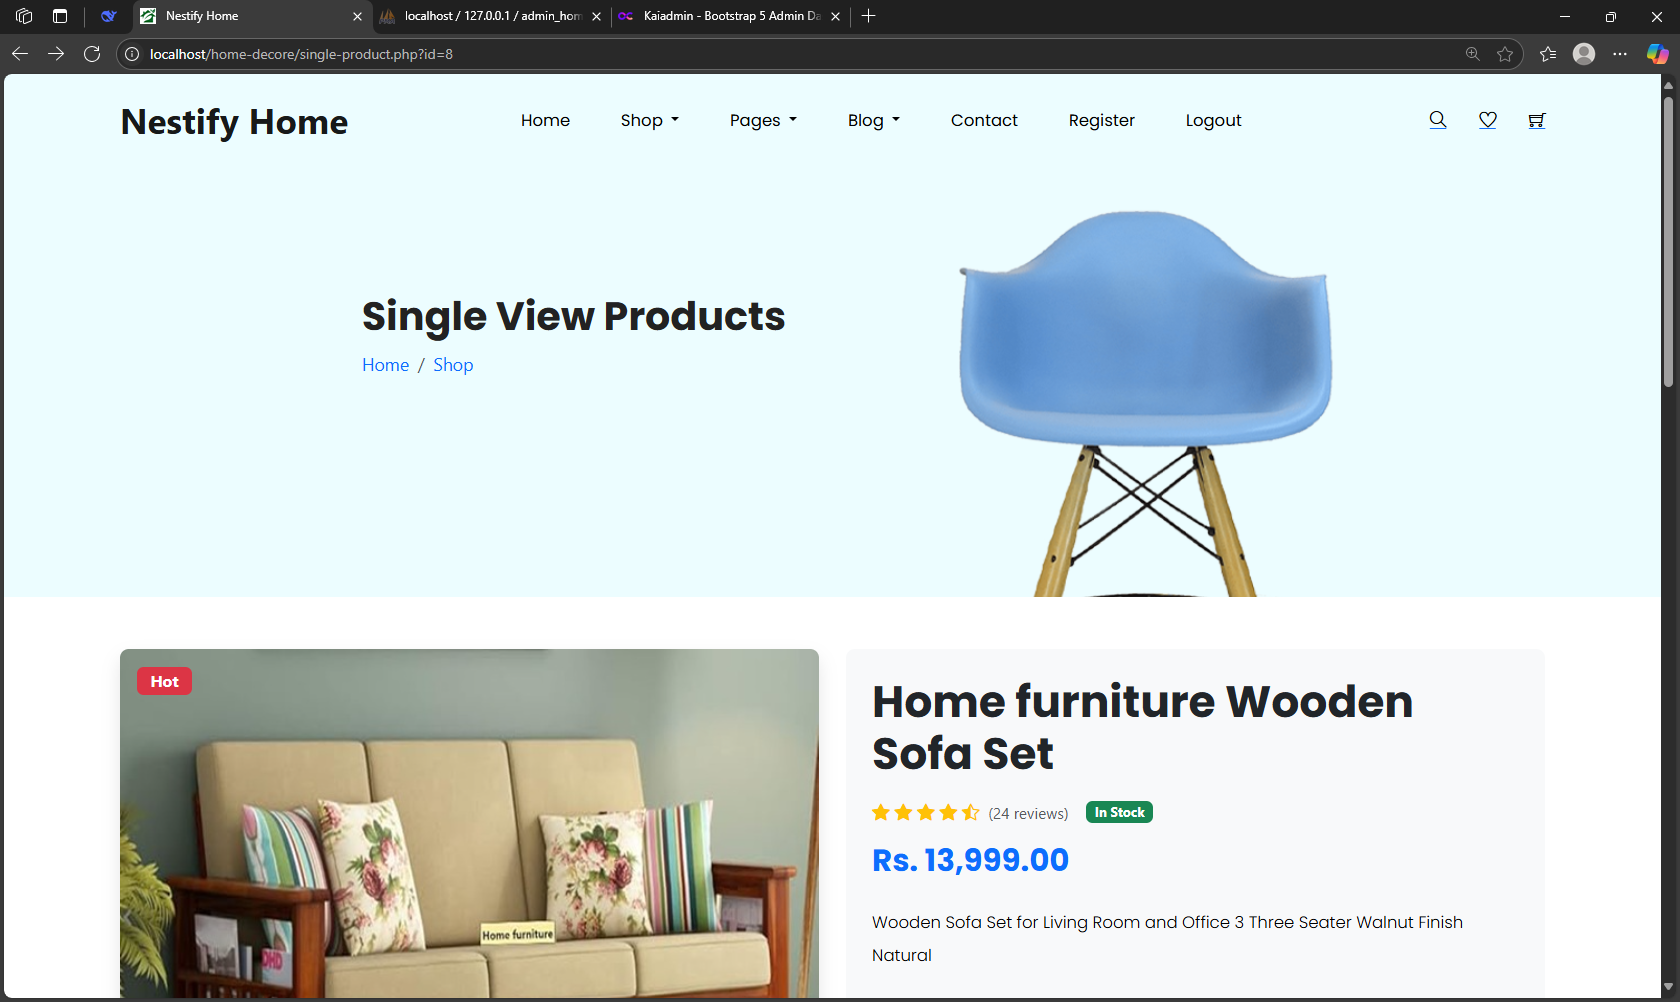 Nestify Home
localhost / 127.0.0.1 / admin_hom
Kaiadmin - Bootstrap 5 Admin Da
localhost/home-decore/single-product.php?id=8
Nestify Home
Home
Shop
Pages
Blog
Contact
Register
Logout
Single View Products
Home / Shop
Hot
Home furniture
DHD
Home furniture Wooden
Sofa Set
(24 reviews)
In Stock
Rs. 13,999.00
Wooden Sofa Set for Living Room and Office 3 Three Seater Walnut Finish
Natural